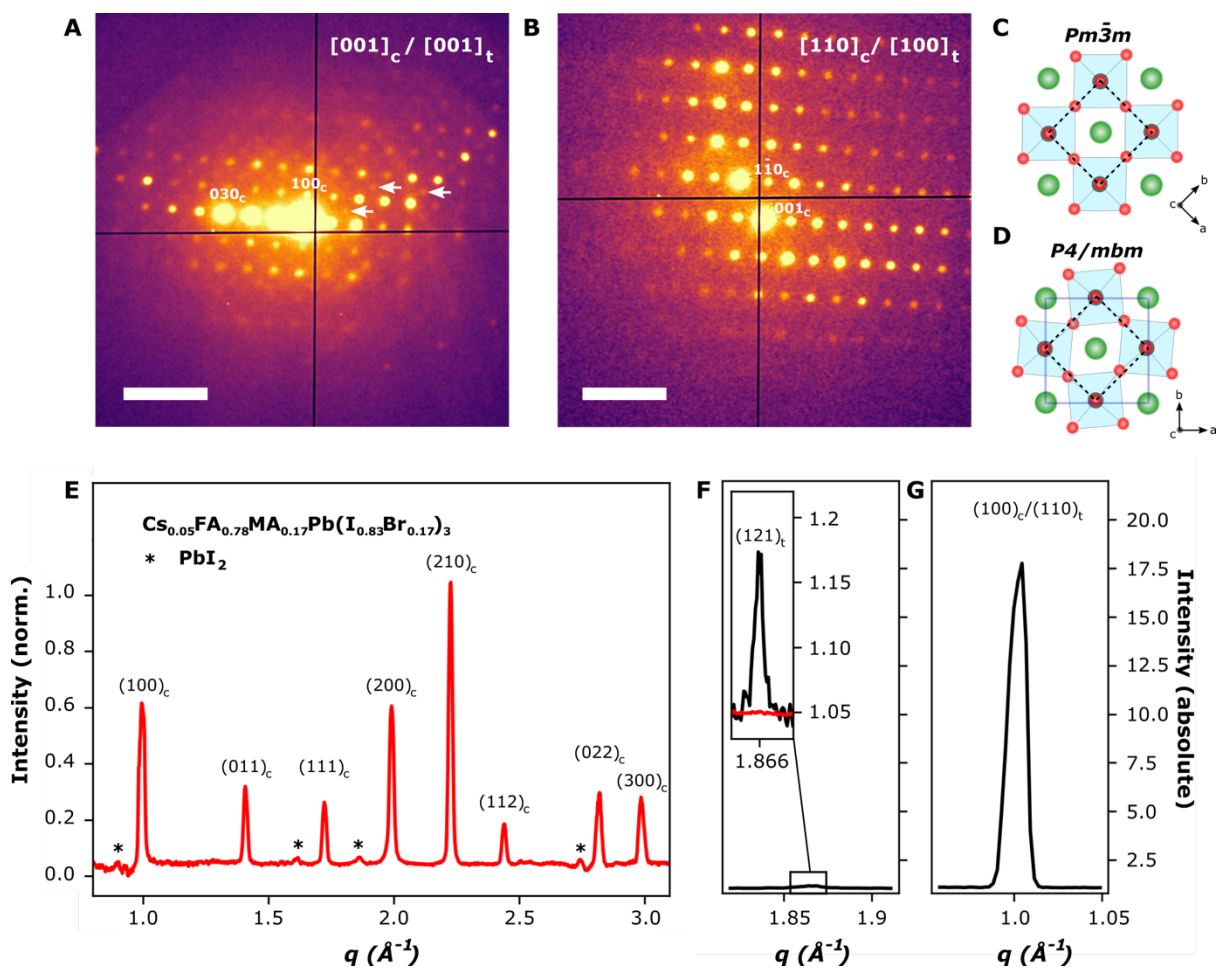 A
[001]c / [001]t
030c
100c
B
[110]c / [100]t
11̄0c
001c
C
Pm3̄m
b
c
a
D
P4/mbm
b
c
a
E
Cs0.05FA0.78MA0.17Pb(I0.83Br0.17)3
* PbI2
(100)c
(011)c
(111)c
(200)c
(210)c
(112)c
(022)c
(300)c
*
*
*
*
Intensity (norm.)
1.0
0.8
0.6
0.4
0.2
0.0
1.0
1.5
2.0
2.5
3.0
q (Å-1)
F
(121)t
1.2
1.15
1.10
1.05
1.866
1.85
1.9
q (Å-1)
G
(100)c/(110)t
20.0
17.5
15.0
12.5
10.0
7.5
5.0
2.5
Intensity (absolute)
1.0
1.05
q (Å-1)